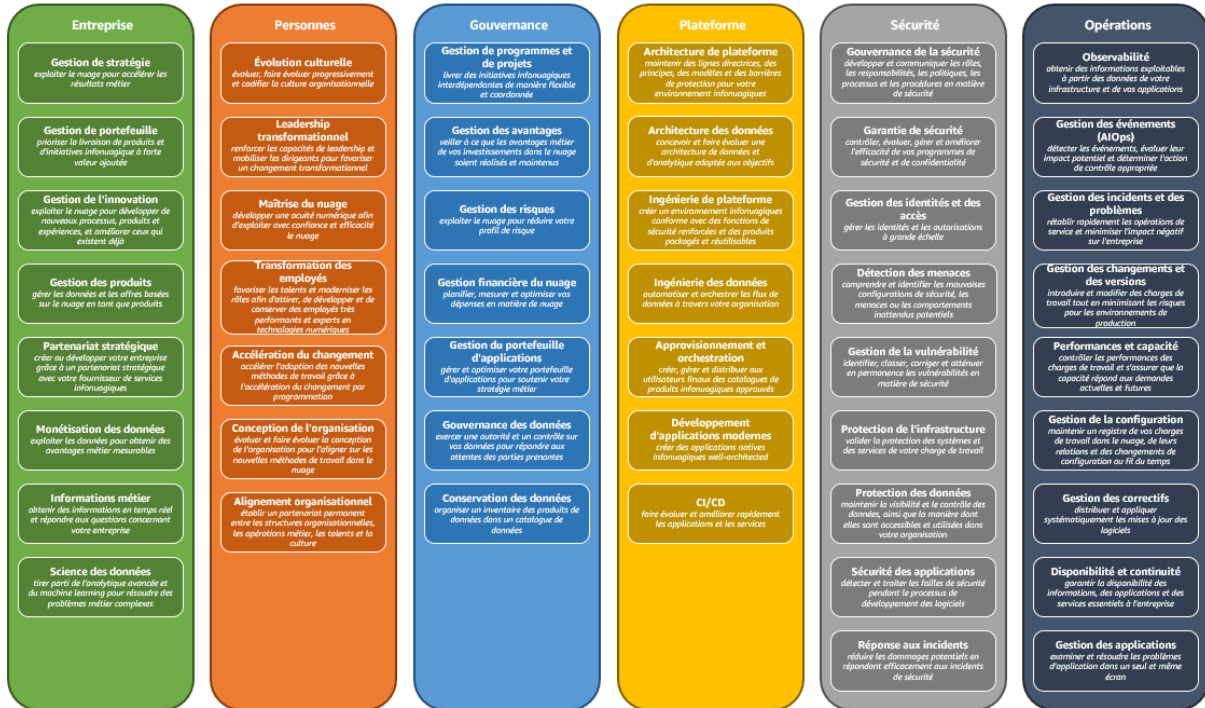 Entreprise
Gestion de stratégie
exploiter le nuage pour accélérer les
résultats métier
Gestion de portefeuille
prioriser la livraison de produits et
d'initiatives infonuagique à forte
valeur ajoutée
Gestion de l'innovation
exploiter le nuage pour développer de
nouveaux processus, produits et
expériences, et améliorer ceux qui
existent déjà
Gestion des produits
gérer les données et les offres basées
sur le nuage en tant que produits
Partenariat stratégique
créer ou développer votre entreprise
grâce à un partenariat stratégique
avec votre fournisseur de services
infonuagiques
Monétisation des données
exploiter les données pour obtenir des
avantages métier mesurables
Informations métier
obtenir des informations en temps réel
et répondre aux questions concernant
votre entreprise
Science des données
tirer parti de l'analytique avancée et
du machine learning pour résoudre des
problèmes métier complexes
Personnes
Évolution culturelle
évaluer, faire évoluer progressivement
et codifier la culture organisationnelle
Leadership
transformationnel
renforcer les capacités de leadership et
mobiliser les dirigeants pour favoriser
un changement transformationnel
Maîtrise du nuage
développer une acuité numérique afin
d'exploiter avec confiance et efficacité
le nuage
Transformation des
employés
favoriser les talents et moderniser les
rôles afin d'attirer, de développer et de
conserver des employés très
performants et experts en
technologies numériques
Accélération du changement
accélérer l'adoption des nouvelles
méthodes de travail grâce à
l'accélération du changement par
programmation
Conception de l'organisation
évaluer et faire évoluer la conception
de l'organisation pour l'aligner sur les
nouvelles méthodes de travail dans le
nuage
Alignement organisationnel
établir un partenariat permanent
entre les structures organisationnelles,
les opérations métier, les talents et la
culture
Gouvernance
Gestion de programmes et
de projets
livrer des initiatives infonuagiques
interdépendantes de manière flexible
et coordonnée
Gestion des avantages
veiller à ce que les avantages métier
de vos investissements dans le nuage
soient réalisés et maintenus
Gestion des risques
exploiter le nuage pour réduire votre
profil de risque
Gestion financière du nuage
planifier, mesurer et optimiser vos
dépenses en matière de nuage
Gestion du portefeuille
d'applications
gérer et optimiser votre portefeuille
d'applications pour soutenir votre
stratégie métier
Gouvernance des données
exercer une autorité et un contrôle sur
vos données pour répondre aux
attentes des parties prenantes
Conservation des données
organiser un inventaire des produits de
données dans un catalogue de
données
Plateforme
Architecture de plateforme
maintenir des lignes directrices, des
principes, des modèles et des barrières
de protection pour votre
environnement infonuagiques
Architecture des données
concevoir et faire évoluer une
architecture de données et
d'analytique adaptée aux objectifs
Ingénierie de plateforme
créer un environnement infonuagiques
conforme avec des fonctions de
sécurité renforcées et des produits
packagés et réutilisables
Ingénierie des données
automatiser et orchestrer les flux de
données à travers votre organisation
Approvisionnement et
orchestration
créer, gérer et distribuer aux
utilisateurs finaux des catalogues de
produits infonuagiques approuvés
Développement
d'applications modernes
créer des applications natives
infonuagiques well-architected
CI/CD
faire évoluer et améliorer rapidement
les applications et les services
Sécurité
Gouvernance de la sécurité
développer et communiquer les rôles,
les responsabilités, les politiques, les
processus et les procédures en matière
de sécurité
Garantie de sécurité
contrôler, évaluer, gérer et améliorer
l'efficacité de vos programmes de
sécurité et de confidentialité
Gestion des identités et des
accès
gérer les identités et les autorisations
à grande échelle
Détection des menaces
comprendre et identifier les mauvaises
configurations de sécurité, les
menaces ou les comportements
inattendus potentiels
Gestion de la vulnérabilité
identifier, classer, corriger et atténuer
en permanence les vulnérabilités en
matière de sécurité
Protection de l'infrastructure
valider la protection des systèmes et
des services de votre charge de travail
Protection des données
maintenir la visibilité et le contrôle des
données, ainsi que la manière dont
elles sont accessibles et utilisées dans
votre organisation
Sécurité des applications
détecter et traiter les failles de sécurité
pendant le processus de
développement des logiciels
Réponse aux incidents
réduire les dommages potentiels en
répondant efficacement aux incidents
de sécurité
Opérations
Observabilité
obtenir des informations exploitables
à partir des données de votre
infrastructure et de vos applications
Gestion des événements
(AIOps)
détecter les événements, évaluer leur
impact potentiel et déterminer l'action
de contrôle appropriée
Gestion des incidents et des
problèmes
rétablir rapidement les opérations de
service et minimiser l'impact négatif
sur l'entreprise
Gestion des changements et
des versions
introduire et modifier des charges de
travail tout en minimisant les risques
pour les environnements de
production
Performances et capacité
contrôler les performances des
charges de travail et s'assurer que la
capacité répond aux demandes
actuelles et futures
Gestion de la configuration
maintenir un registre de vos charges
de travail dans le nuage, de leurs
relations et des changements de
configuration au fil du temps
Gestion des correctifs
distribuer et appliquer
systématiquement les mises à jour des
logiciels
Disponibilité et continuité
garantir la disponibilité des
informations, des applications et des
services essentiels à l'entreprise
Gestion des applications
examiner et résoudre les problèmes
d'application dans un seul et même
écran